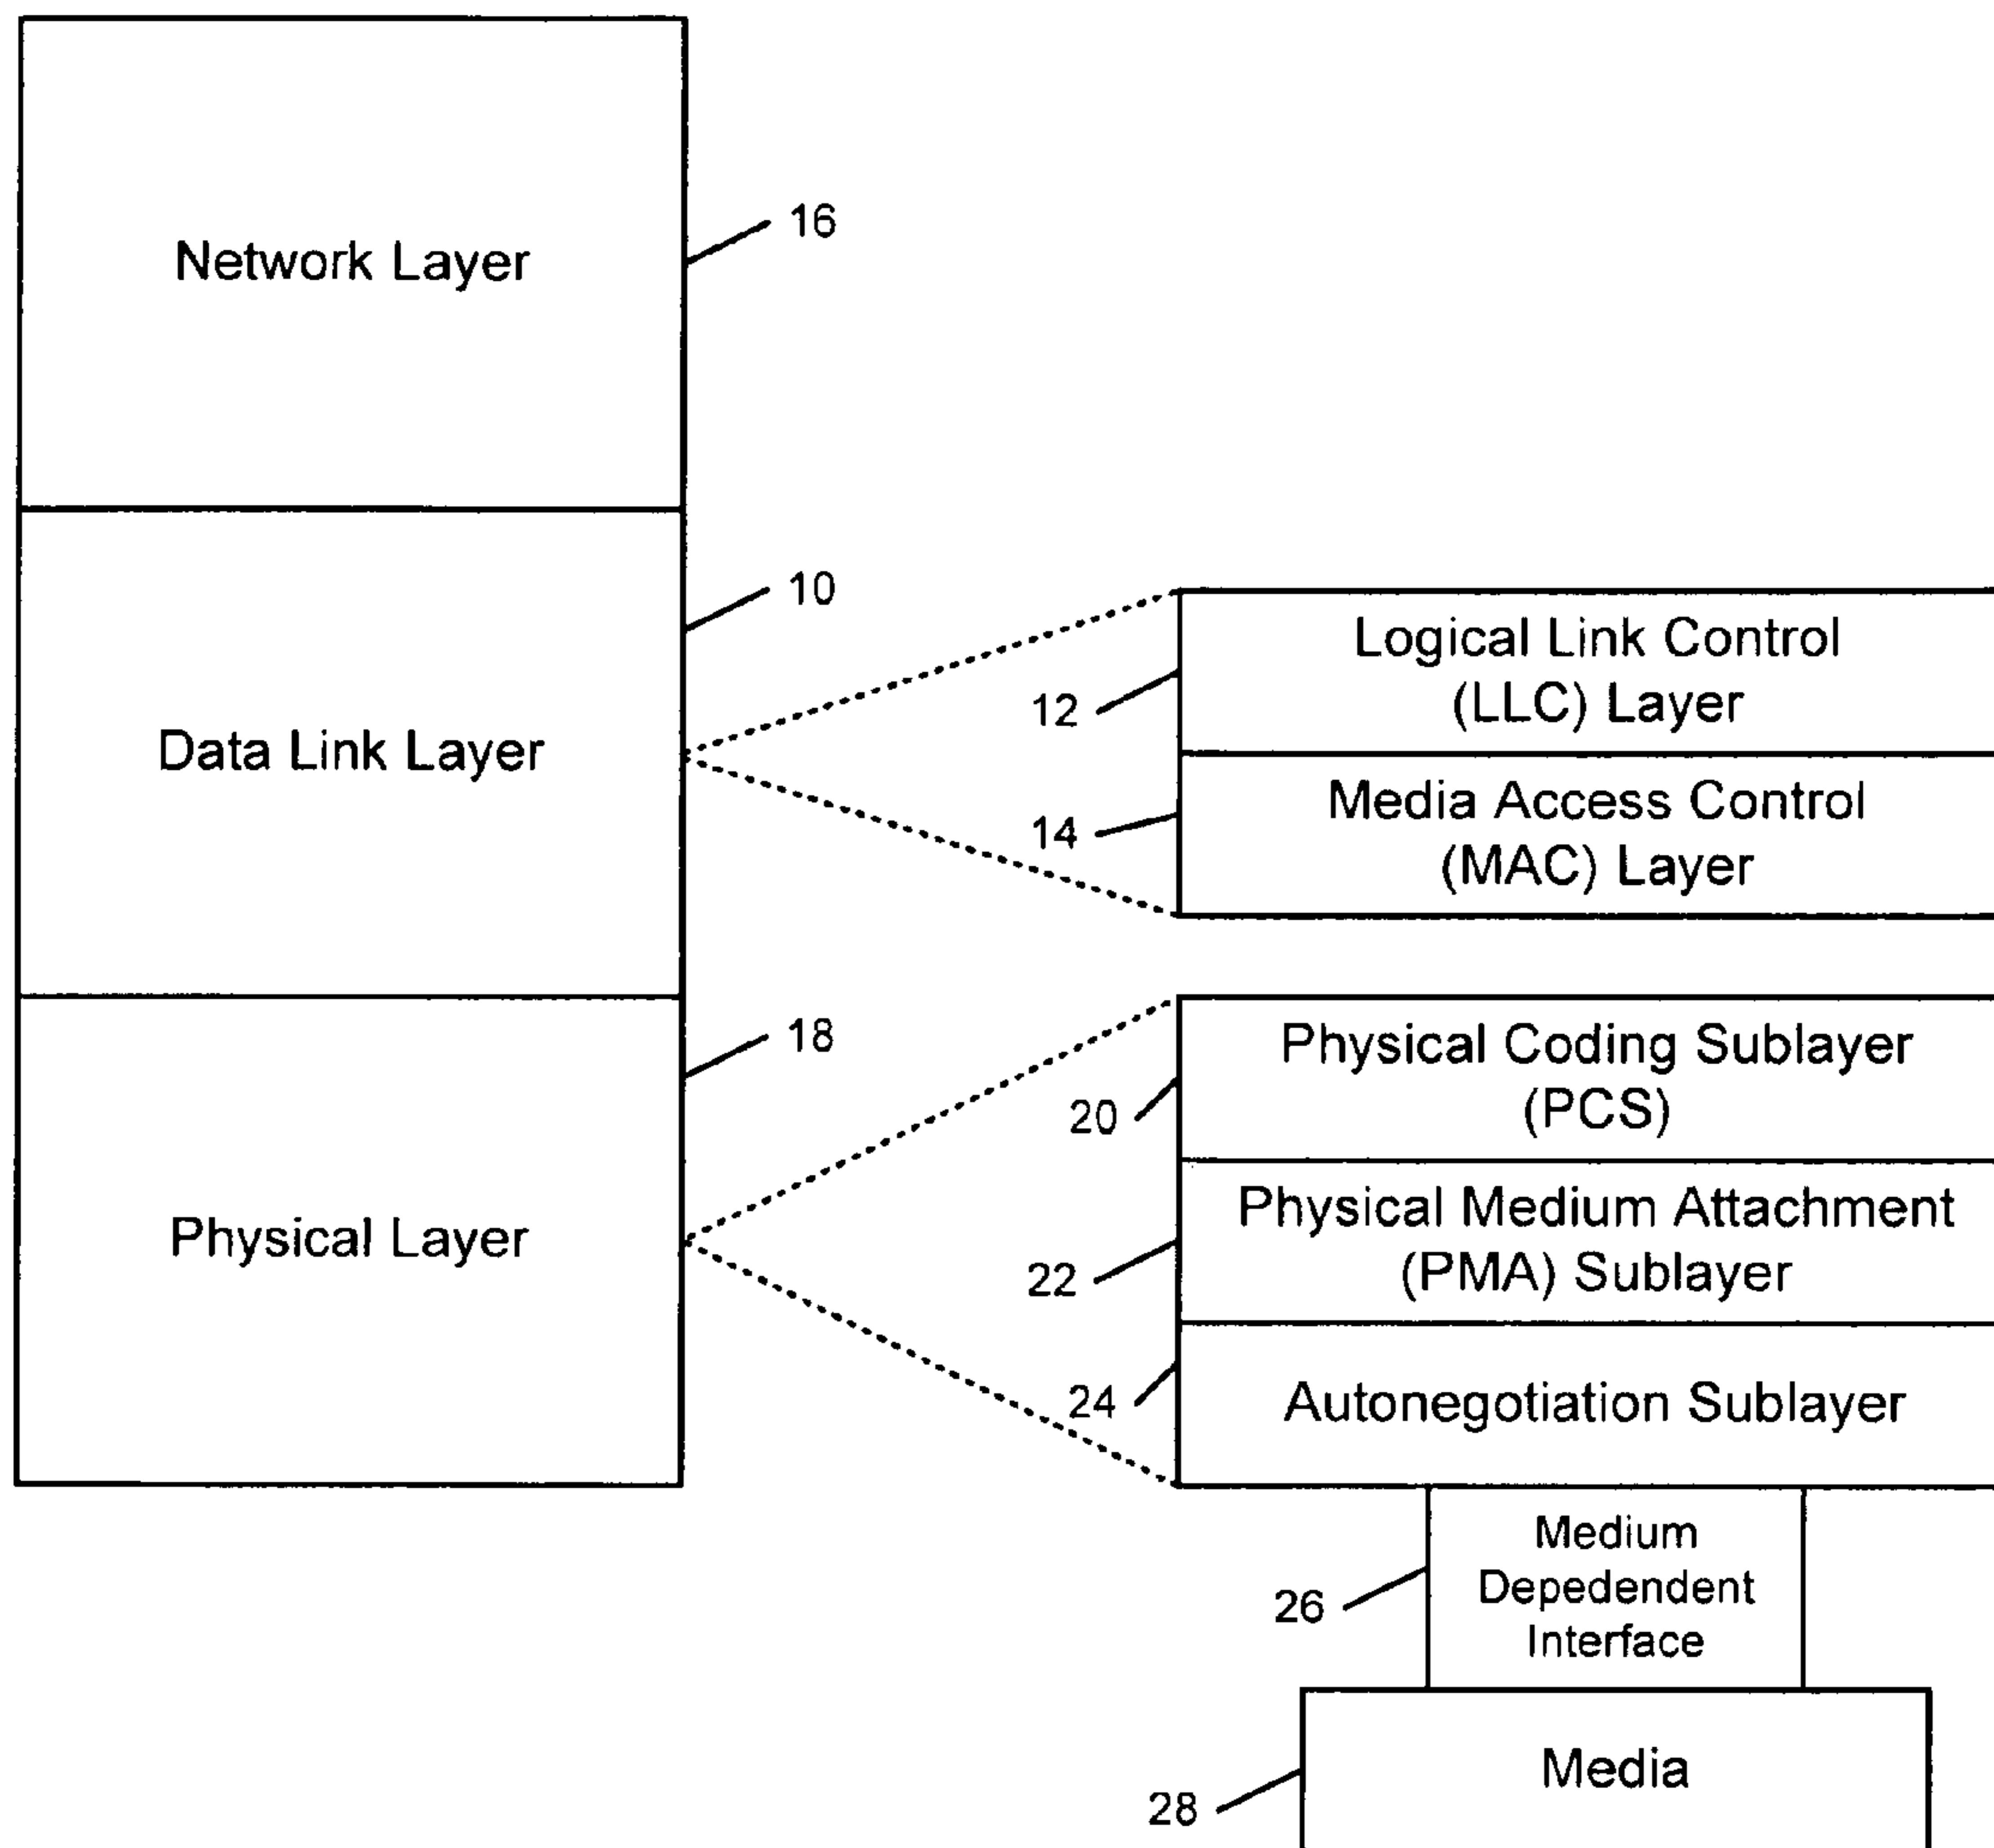 Network Layer
16
Data Link Layer
10
Logical Link Control
(LLC) Layer
12
Media Access Control
(MAC) Layer
14
Physical Layer
18
Physical Coding Sublayer
(PCS)
20
Physical Medium Attachment
(PMA) Sublayer
22
Autonegotiation Sublayer
24
Medium
Depedendent
Interface
26
Media
28